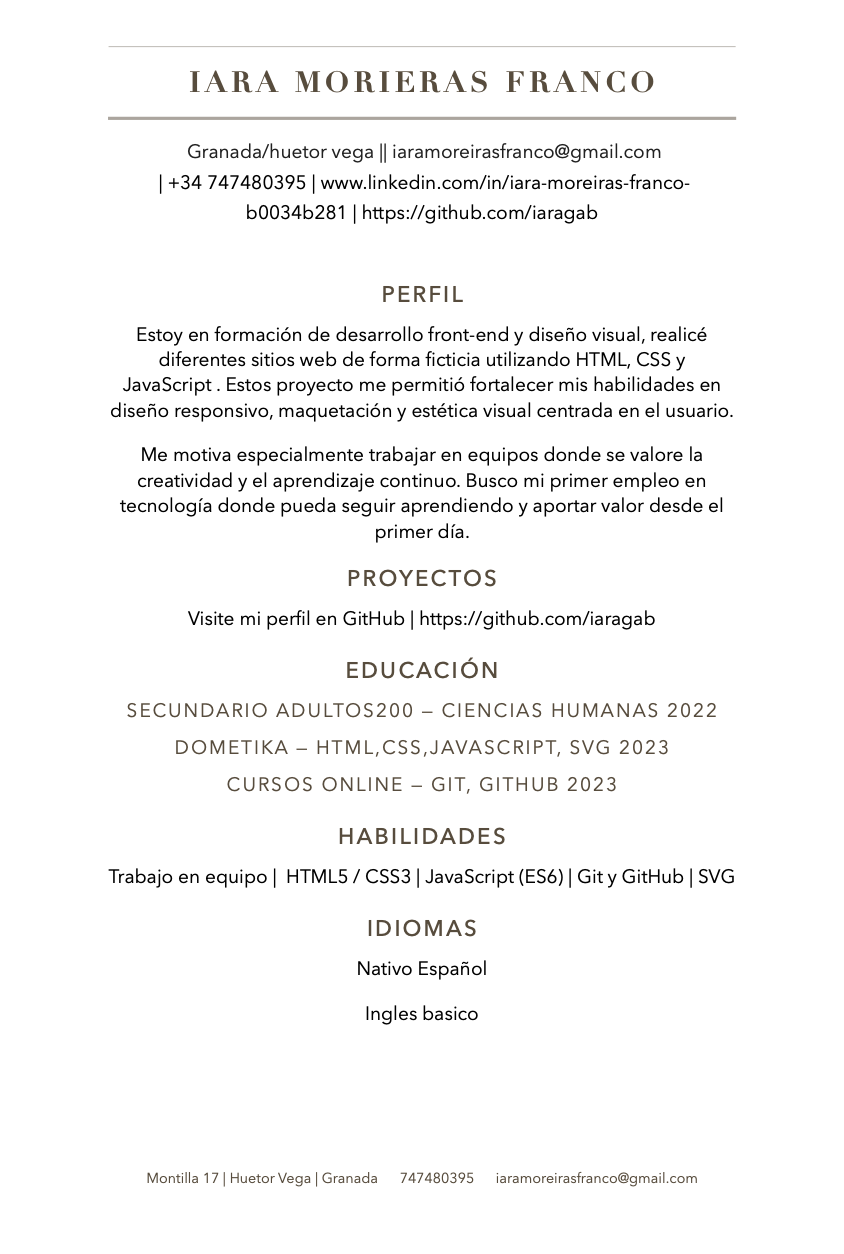 IARA MORIERAS FRANCO
Granada/huetor vega || iaramoreirasfranco@gmail.com
| +34 747480395 | www.linkedin.com/in/iara-moreiras-franco-
b0034b281 | https://github.com/iaragab
PERFIL
Estoy en formación de desarrollo front-end y diseño visual, realicé
diferentes sitios web de forma ficticia utilizando HTML, CSS y
JavaScript . Estos proyecto me permitió fortalecer mis habilidades en
diseño responsivo, maquetación y estética visual centrada en el usuario.
Me motiva especialmente trabajar en equipos donde se valore la
creatividad y el aprendizaje continuo. Busco mi primer empleo en
tecnología donde pueda seguir aprendiendo y aportar valor desde el
primer día.
PROYECTOS
Visite mi perfil en GitHub | https://github.com/iaragab
EDUCACIÓN
SECUNDARIO ADULTOS200 – CIENCIAS HUMANAS 2022
DOMETIKA – HTML,CSS,JAVASCRIPT, SVG 2023
CURSOS ONLINE – GIT, GITHUB 2023
HABILIDADES
Trabajo en equipo |  HTML5 / CSS3 | JavaScript (ES6) | Git y GitHub | SVG
IDIOMAS
Nativo Español
Ingles basico
Montilla 17 | Huetor Vega | Granada 747480395 iaramoreirasfranco@gmail.com